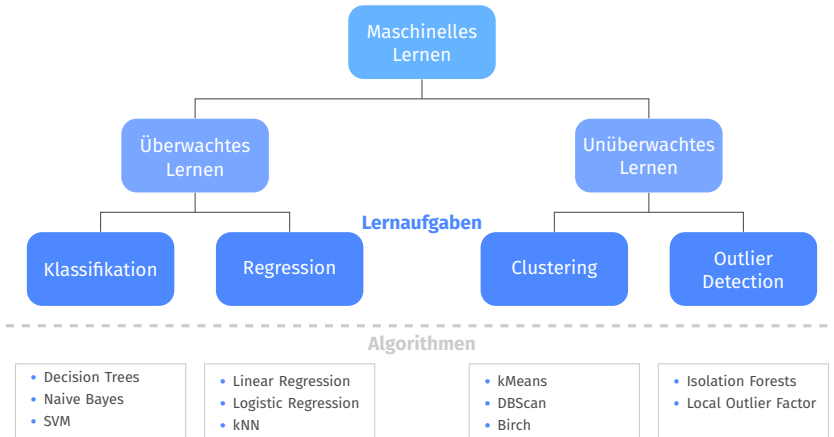 Maschinelles
Lernen
Überwachtes
Lernen
Unüberwachtes
Lernen
Lernaufgaben
Klassifikation
Regression
Clustering
Outlier
Detection
Algorithmen
• Decision Trees
• Naive Bayes
• SVM
• Linear Regression
• Logistic Regression
• kNN
• kMeans
• DBScan
• Birch
• Isolation Forests
• Local Outlier Factor